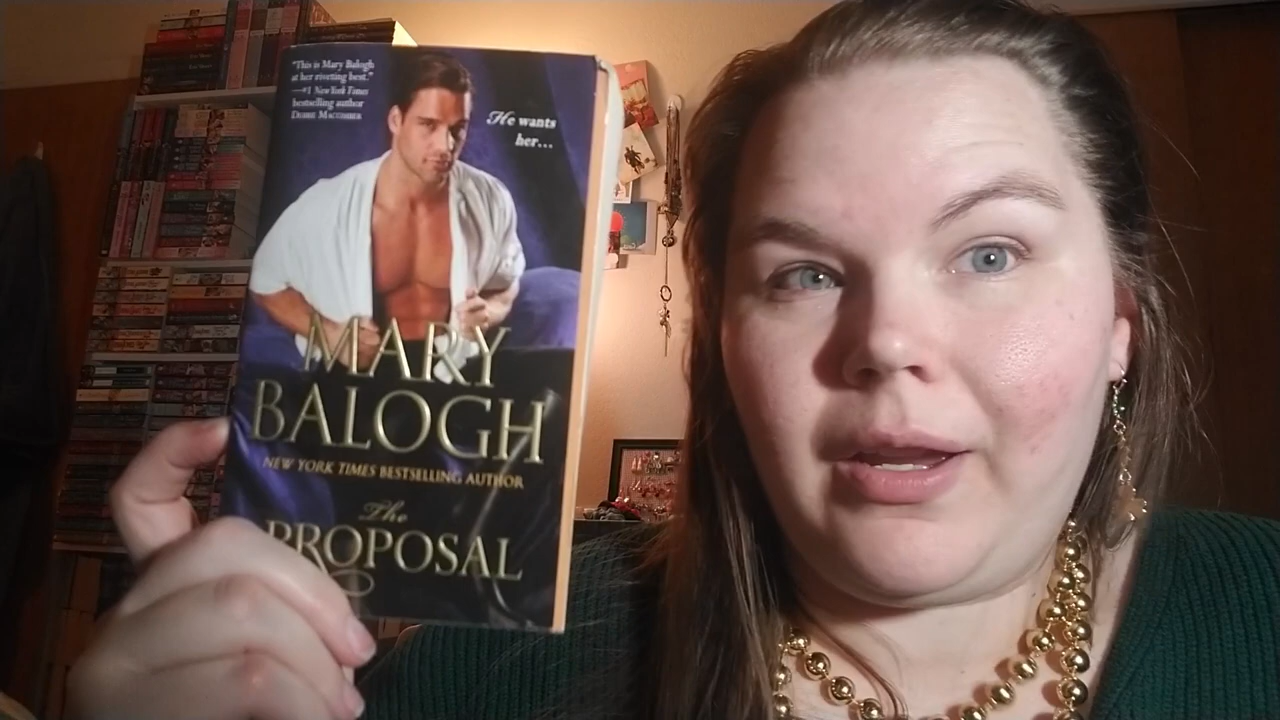 "This is Mary Balogh
at her riveting best."
—#1 New York Times
bestselling author
DEBBIE MACOMBER
He wants
her...
MARY
BALOGH
NEW YORK TIMES BESTSELLING AUTHOR
The
PROPOSAL